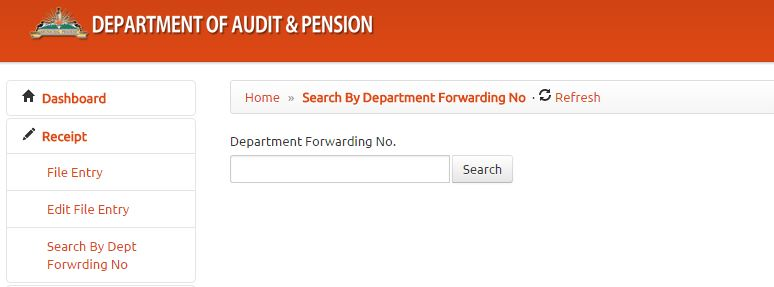 DEPARTMENT OF AUDIT & PENSION
Dashboard
Receipt
File Entry
Edit File Entry
Search By Dept
Forwrding No
Home » Search By Department Forwarding No · Refresh
Department Forwarding No.
Search